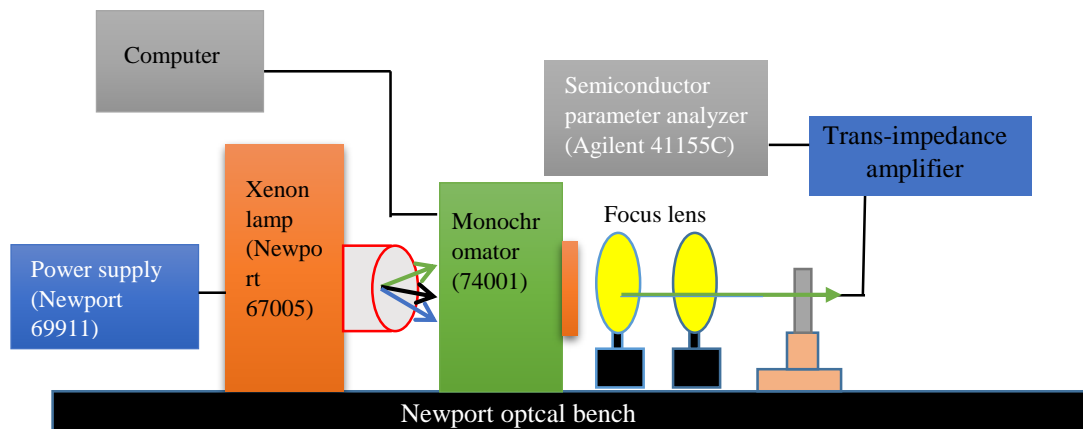 Computer
Semiconductor
parameter analyzer
(Agilent 41155C)
Trans-impedance
amplifier
Xenon
lamp
(Newpo
rt
67005)
Monochr
omator
(74001)
Focus lens
Power supply
(Newport
69911)
Newport optcal bench